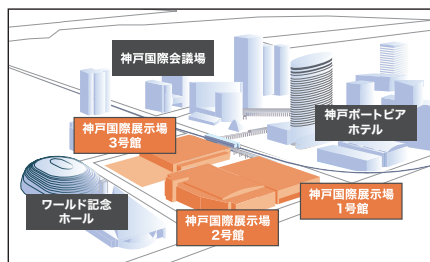 神戸国際会議場
神戸ポートピア
ホテル
神戸国際展示場
3号館
神戸国際展示場
1号館
ワールド記念
ホール
神戸国際展示場
2号館